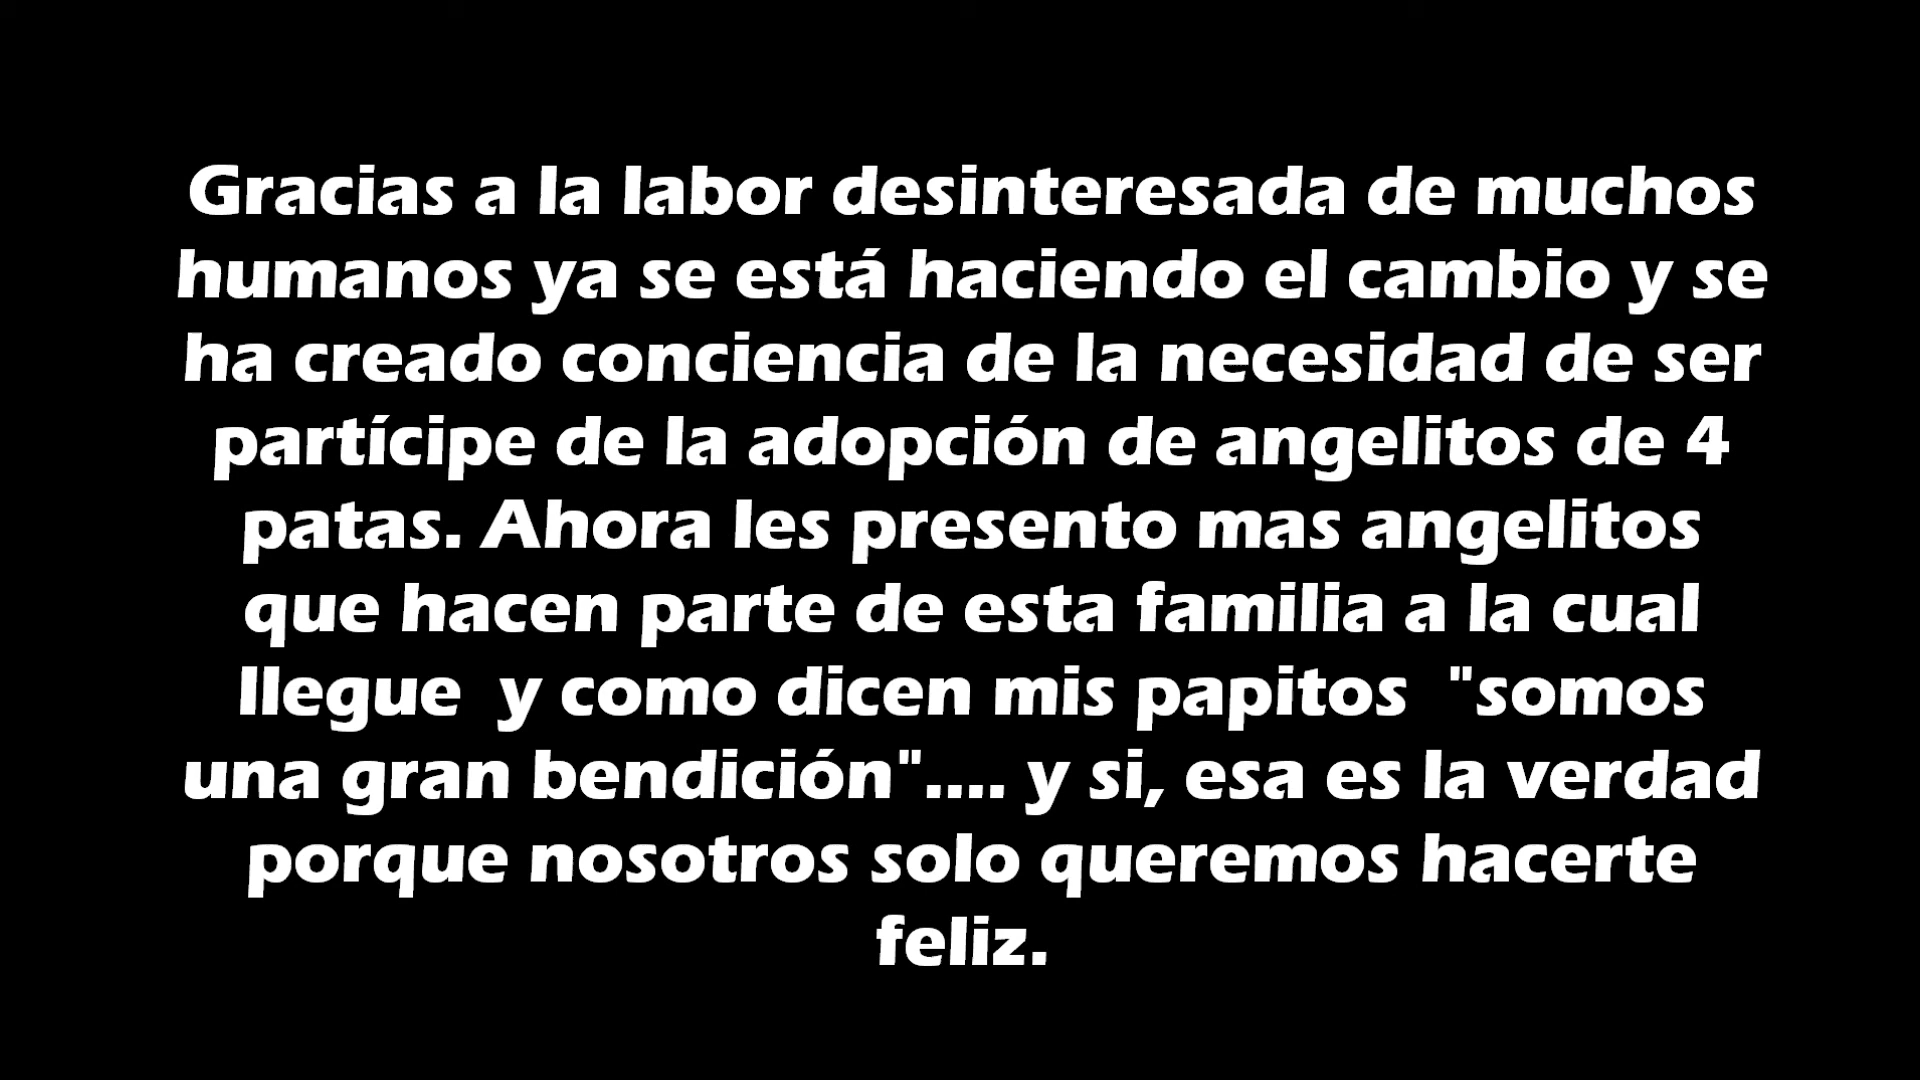 Gracias a la labor desinteresada de muchos
humanos ya se está haciendo el cambio y se
ha creado conciencia de la necesidad de ser
partícipe de la adopción de angelitos de 4
patas. Ahora les presento mas angelitos
que hacen parte de esta familia a la cual
llegue  y como dicen mis papitos  "somos
una gran bendición".... y si, esa es la verdad
porque nosotros solo queremos hacerte
feliz.